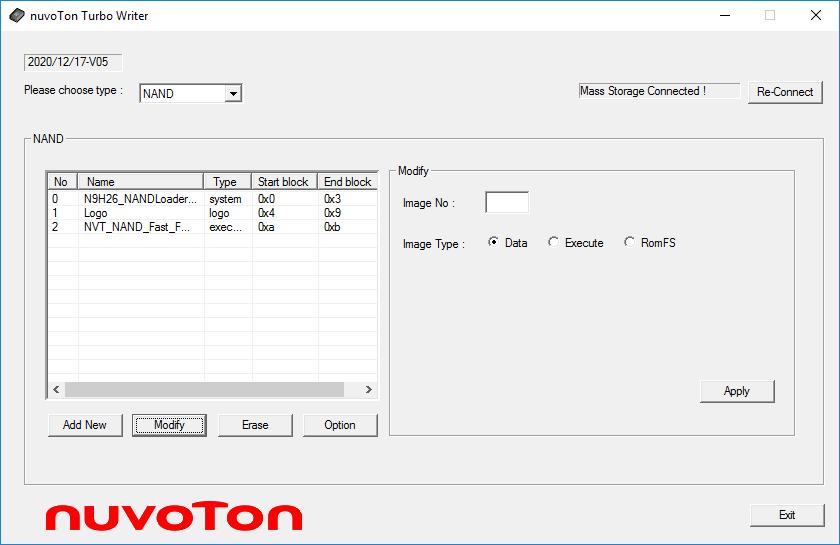 nuvoTon Turbo Writer
2020/12/17-V05
Please choose type :
NAND
Mass Storage Connected !
Re-Connect
NAND
No Name Type Start block End block
0 N9H26_NANDLoader... system 0x0 0x3
1 Logo logo 0x4 0x9
2 NVT_NAND_Fast_F... exec... 0xa 0xb
Add New
Modify
Erase
Option
Modify
Image No :
Image Type : Data Execute RomFS
Apply
nuvoTon
Exit